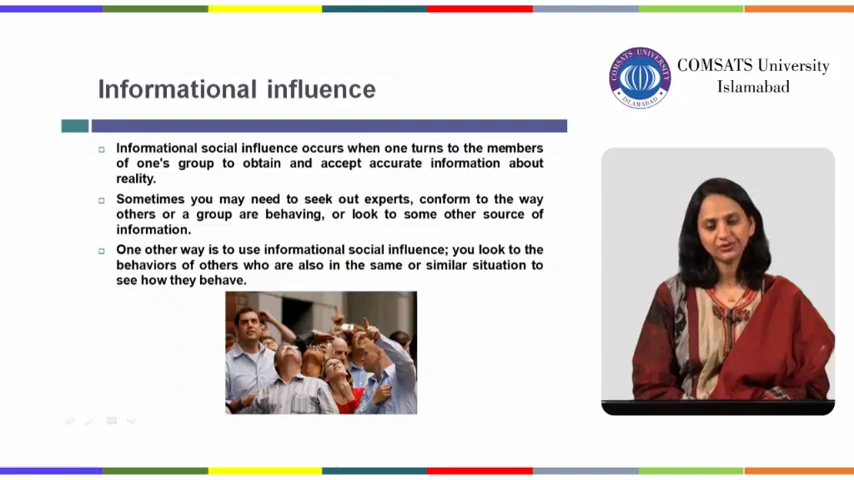 Informational influence
Informational social influence occurs when one turns to the members
of one's group to obtain and accept accurate information about
reality.
Sometimes you may need to seek out experts, conform to the way
others or a group are behaving, or look to some other source of
information.
One other way is to use informational social influence; you look to the
behaviors of others who are also in the same or similar situation to
see how they behave.
COMSATS UNIVERSITY
ISLAMABAD
COMSATS University
Islamabad